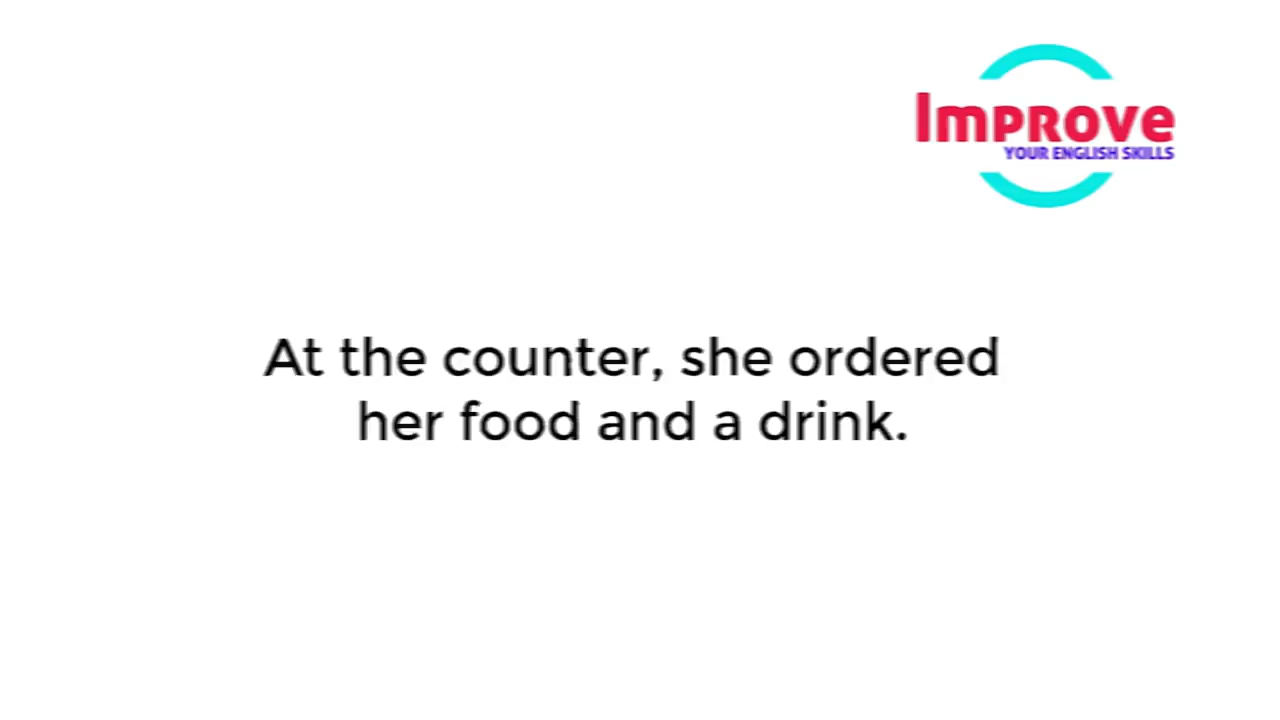 Improve
YOUR ENGLISH SKILLS
At the counter, she ordered
her food and a drink.